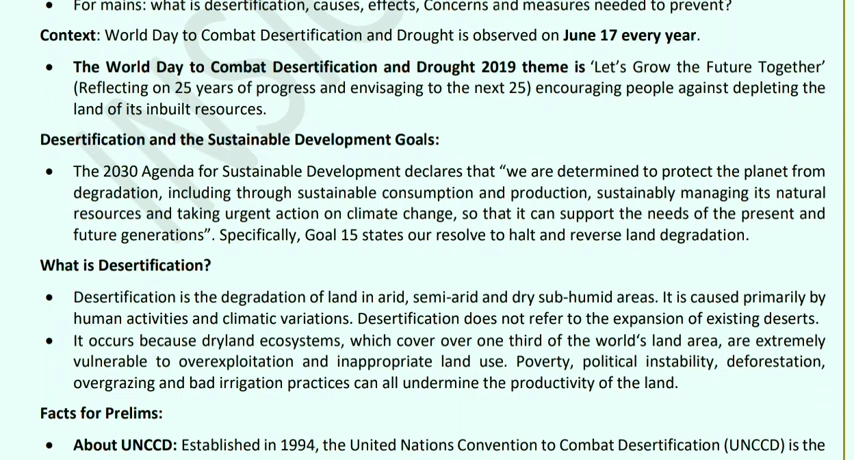 • For mains: what is desertification, causes, effects, Concerns and measures needed to prevent?
Context: World Day to Combat Desertification and Drought is observed on June 17 every year.
• The World Day to Combat Desertification and Drought 2019 theme is ‘Let’s Grow the Future Together’
(Reflecting on 25 years of progress and envisaging to the next 25) encouraging people against depleting the
land of its inbuilt resources.
Desertification and the Sustainable Development Goals:
• The 2030 Agenda for Sustainable Development declares that “we are determined to protect the planet from
degradation, including through sustainable consumption and production, sustainably managing its natural
resources and taking urgent action on climate change, so that it can support the needs of the present and
future generations”. Specifically, Goal 15 states our resolve to halt and reverse land degradation.
What is Desertification?
• Desertification is the degradation of land in arid, semi-arid and dry sub-humid areas. It is caused primarily by
human activities and climatic variations. Desertification does not refer to the expansion of existing deserts.
• It occurs because dryland ecosystems, which cover over one third of the world‘s land area, are extremely
vulnerable to overexploitation and inappropriate land use. Poverty, political instability, deforestation,
overgrazing and bad irrigation practices can all undermine the productivity of the land.
Facts for Prelims:
• About UNCCD: Established in 1994, the United Nations Convention to Combat Desertification (UNCCD) is the